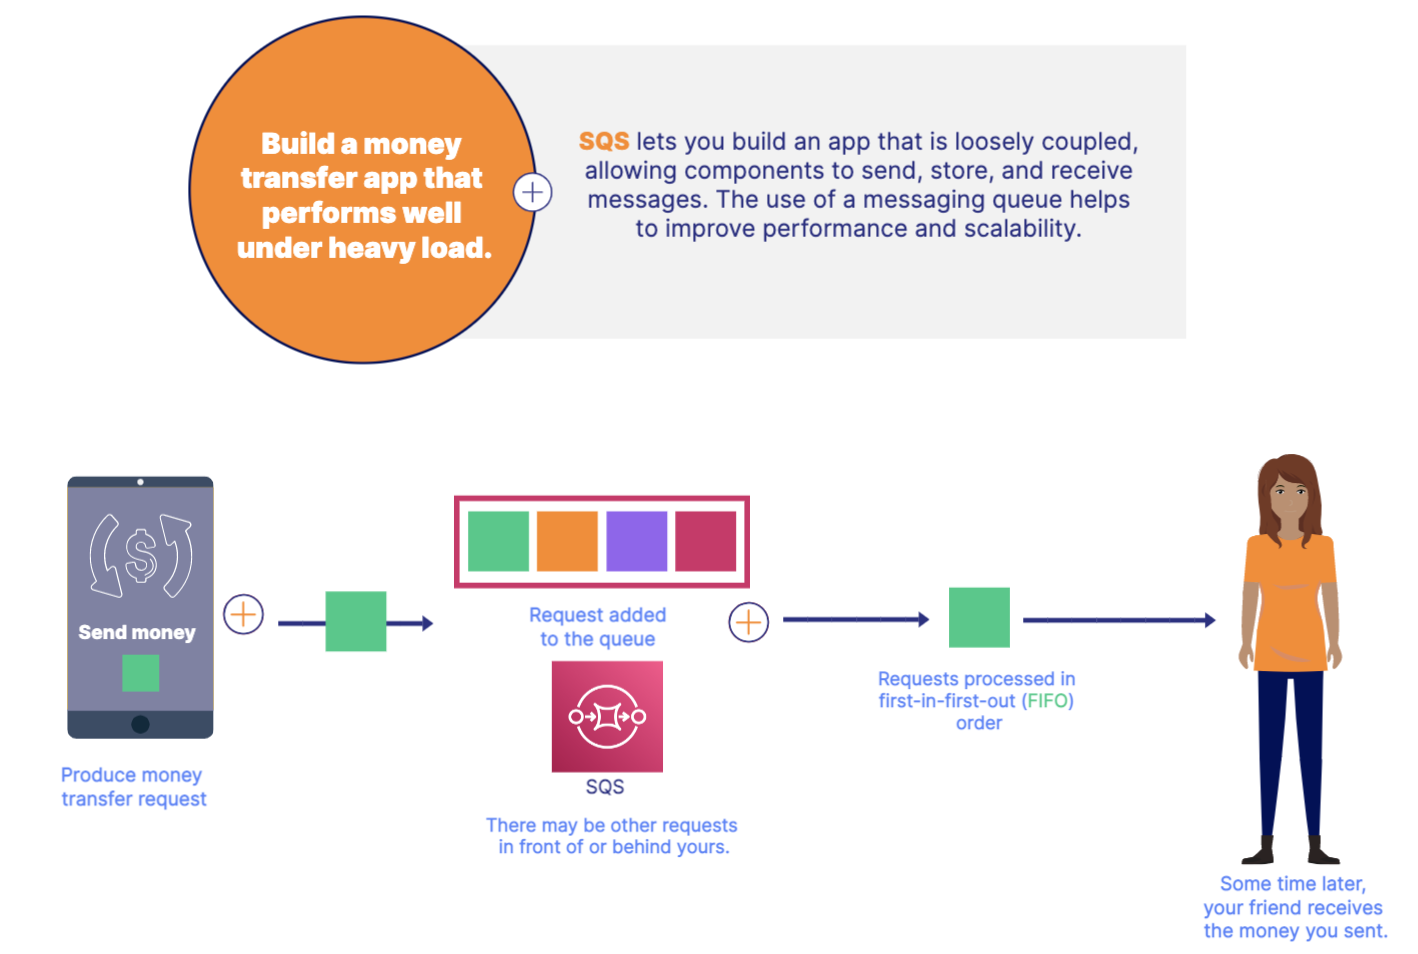 Build a money
transfer app that
performs well
under heavy load.
SQS lets you build an app that is loosely coupled,
allowing components to send, store, and receive
messages. The use of a messaging queue helps
to improve performance and scalability.
Send money
Produce money
transfer request
Request added
to the queue
SQS
There may be other requests
in front of or behind yours.
Requests processed in
first-in-first-out (FIFO)
order
Some time later,
your friend receives
the money you sent.